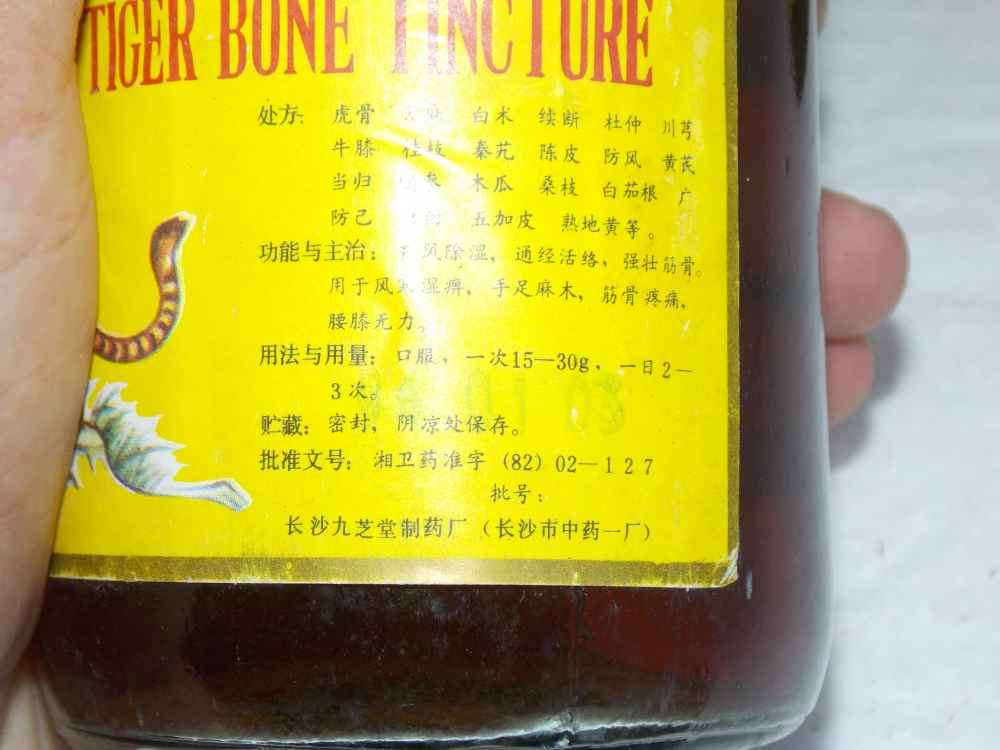 TIGER BONE TINCTURE
处方：虎骨 白术 续断 杜仲 川芎
牛膝 桂枝 秦艽 陈皮 防风 黄芪
当归 木瓜 桑枝 白茄根 广
防己 五加皮 熟地黄等。
功能与主治：风除湿，通经活络，强壮筋骨。
用于风湿痹，手足麻木，筋骨疼痛，
腰膝无力。
用法与用量：口服，一次15—30g，一日2—
3次。
贮藏：密封，阴凉处保存。
批准文号：湘卫药准字（82）02—127
批号：
长沙九芝堂制药厂（长沙市中药一厂）